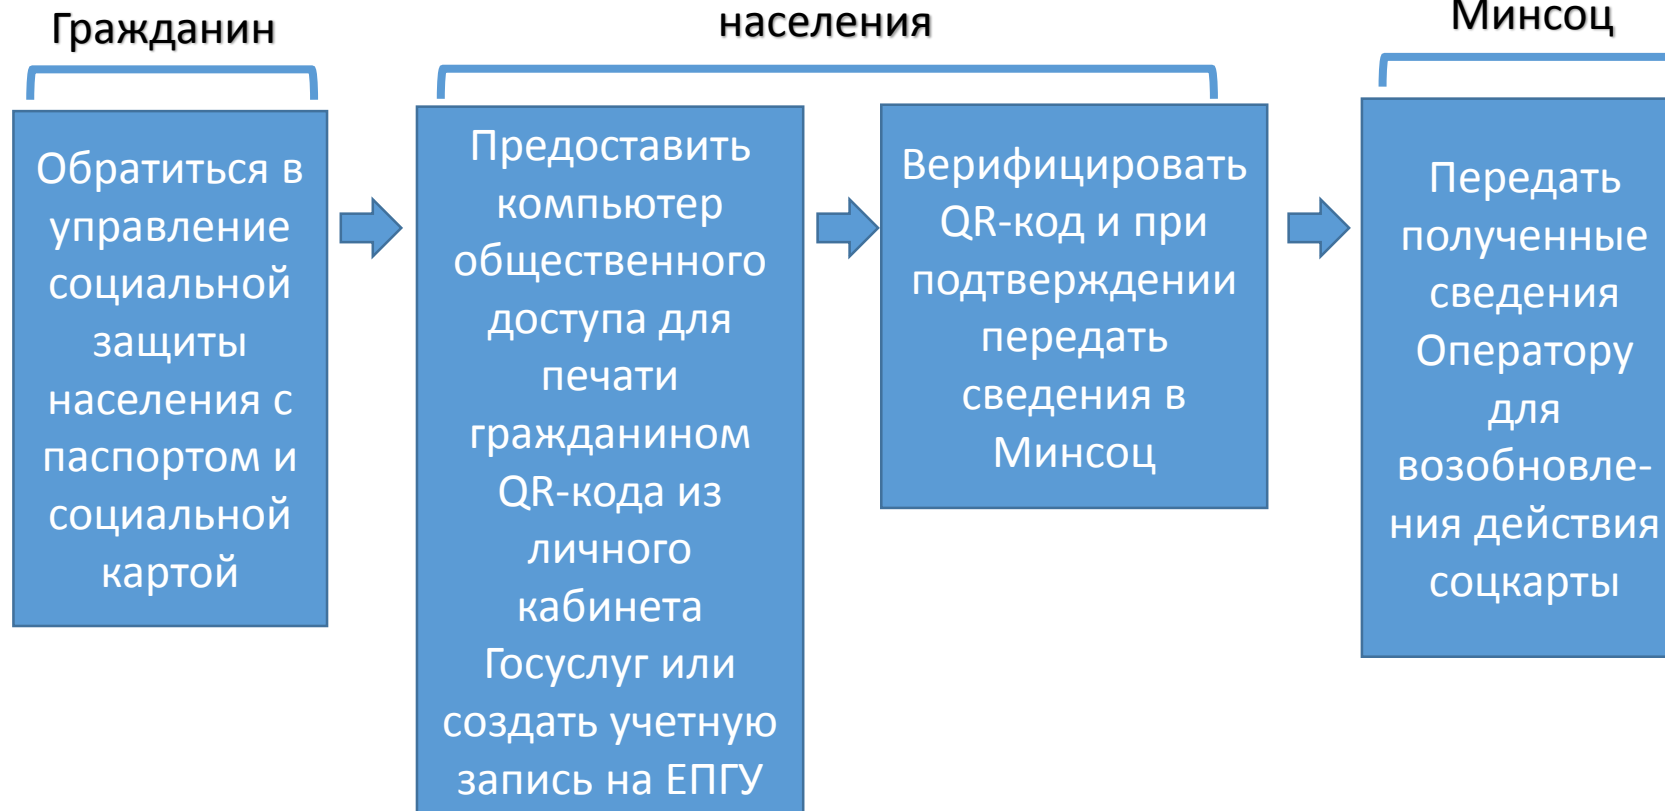 Гражданин
населения
Минсоц
Обратиться в
управление
социальной
защиты
населения с
паспортом и
социальной
картой
Предоставить
компьютер
общественного
доступа для
печати
гражданином
QR-кода из
личного
кабинета
Госуслуг или
создать учетную
запись на ЕПГУ
Верифицировать
QR-код и при
подтверждении
передать
сведения в
Минсоц
Передать
полученные
сведения
Оператору
для
возобновле-
ния действия
соцкарты